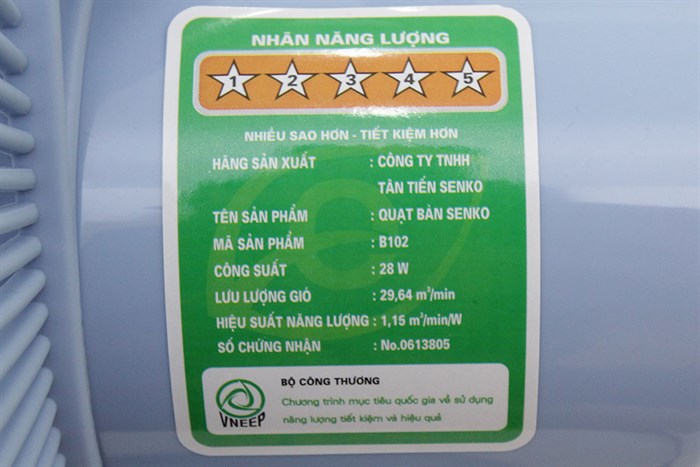 NHÃN NĂNG LƯỢNG
1 2 3 4 5
NHIỀU SAO HƠN - TIẾT KIỆM HƠN
HÃNG SẢN XUẤT : CÔNG TY TNHH
TÂN TIẾN SENKO
TÊN SẢN PHẨM : QUẠT BÀN SENKO
MÃ SẢN PHẨM : B102
CÔNG SUẤT : 28 W
LƯU LƯỢNG GIÓ : 29,64 m³/min
HIỆU SUẤT NĂNG LƯỢNG : 1,15 m³/min/W
SỐ CHỨNG NHẬN : No.0613805
BỘ CÔNG THƯƠNG
Chương trình mục tiêu quốc gia về sử dụng
năng lượng tiết kiệm và hiệu quả
VNEEP